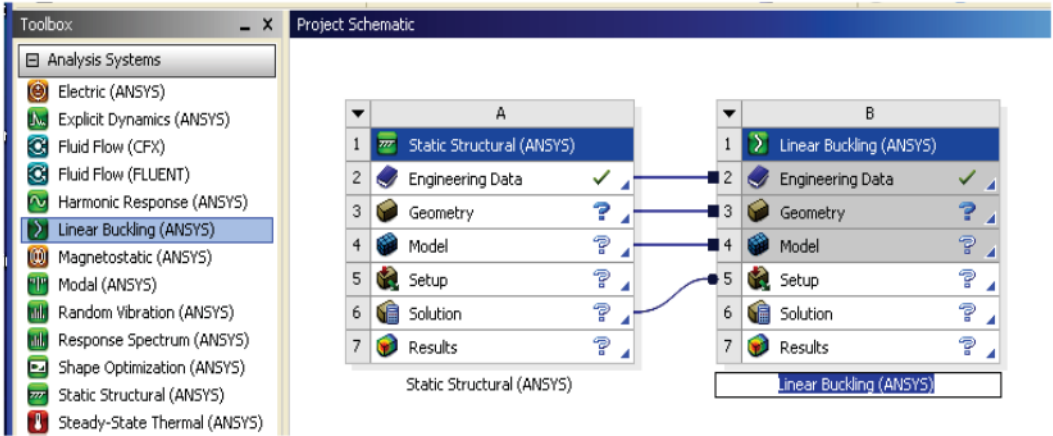 Toolbox
Project Schematic
Analysis Systems
Electric (ANSYS)
Explicit Dynamics (ANSYS)
Fluid Flow (CFX)
Fluid Flow (FLUENT)
Harmonic Response (ANSYS)
Linear Buckling (ANSYS)
Magnetostatic (ANSYS)
Modal (ANSYS)
Random Vibration (ANSYS)
Response Spectrum (ANSYS)
Shape Optimization (ANSYS)
Static Structural (ANSYS)
Steady-State Thermal (ANSYS)
A
1 Static Structural (ANSYS)
2 Engineering Data
3 Geometry ?
4 Model ?
5 Setup ?
6 Solution ?
7 Results ?
Static Structural (ANSYS)
B
1 Linear Buckling (ANSYS)
2 Engineering Data
3 Geometry ?
4 Model ?
5 Setup ?
6 Solution ?
7 Results ?
Linear Buckling (ANSYS)